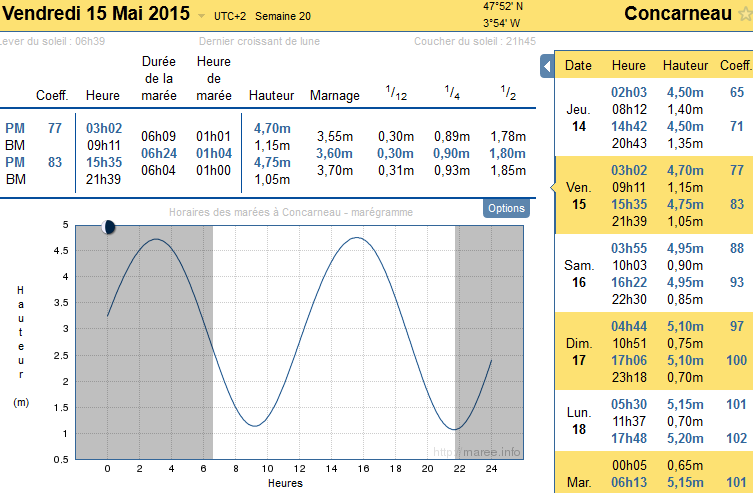 Vendredi 15 Mai 2015 UTC+2 Semaine 20 47°52' N 3°54' W Concarneau
Lever du soleil : 06h39 Dernier croissant de lune Coucher du soleil : 21h45
Coeff. Heure Durée de la marée Heure de marée Hauteur Marnage 1/12 1/4 1/2
PM 77 03h02 4,70m
06h09 01h01 3,55m 0,30m 0,89m 1,78m
BM 09h11 1,15m
06h24 01h04 3,60m 0,30m 0,90m 1,80m
PM 83 15h35 4,75m
06h04 01h00 3,70m 0,31m 0,93m 1,85m
BM 21h39 1,05m
Options
Horaires des marées à Concarneau - marégramme
Hauteur
(m)
5
4.5
4
3.5
3
2.5
2
1.5
1
0.5
http://maree.info
0 2 4 6 8 10 12 14 16 18 20 22 24
Heures
Date Heure Hauteur Coeff.
02h03 4,50m 65
Jeu. 08h12 1,40m
14 14h42 4,50m 71
20h43 1,35m
03h02 4,70m 77
Ven. 09h11 1,15m
15 15h35 4,75m 83
21h39 1,05m
03h55 4,95m 88
Sam. 10h03 0,90m
16 16h22 4,95m 93
22h30 0,85m
04h44 5,10m 97
Dim. 10h51 0,75m
17 17h06 5,10m 100
23h18 0,70m
05h30 5,15m 101
Lun. 11h37 0,70m
18 17h48 5,20m 102
00h05 0,65m
Mar. 06h13 5,15m 101